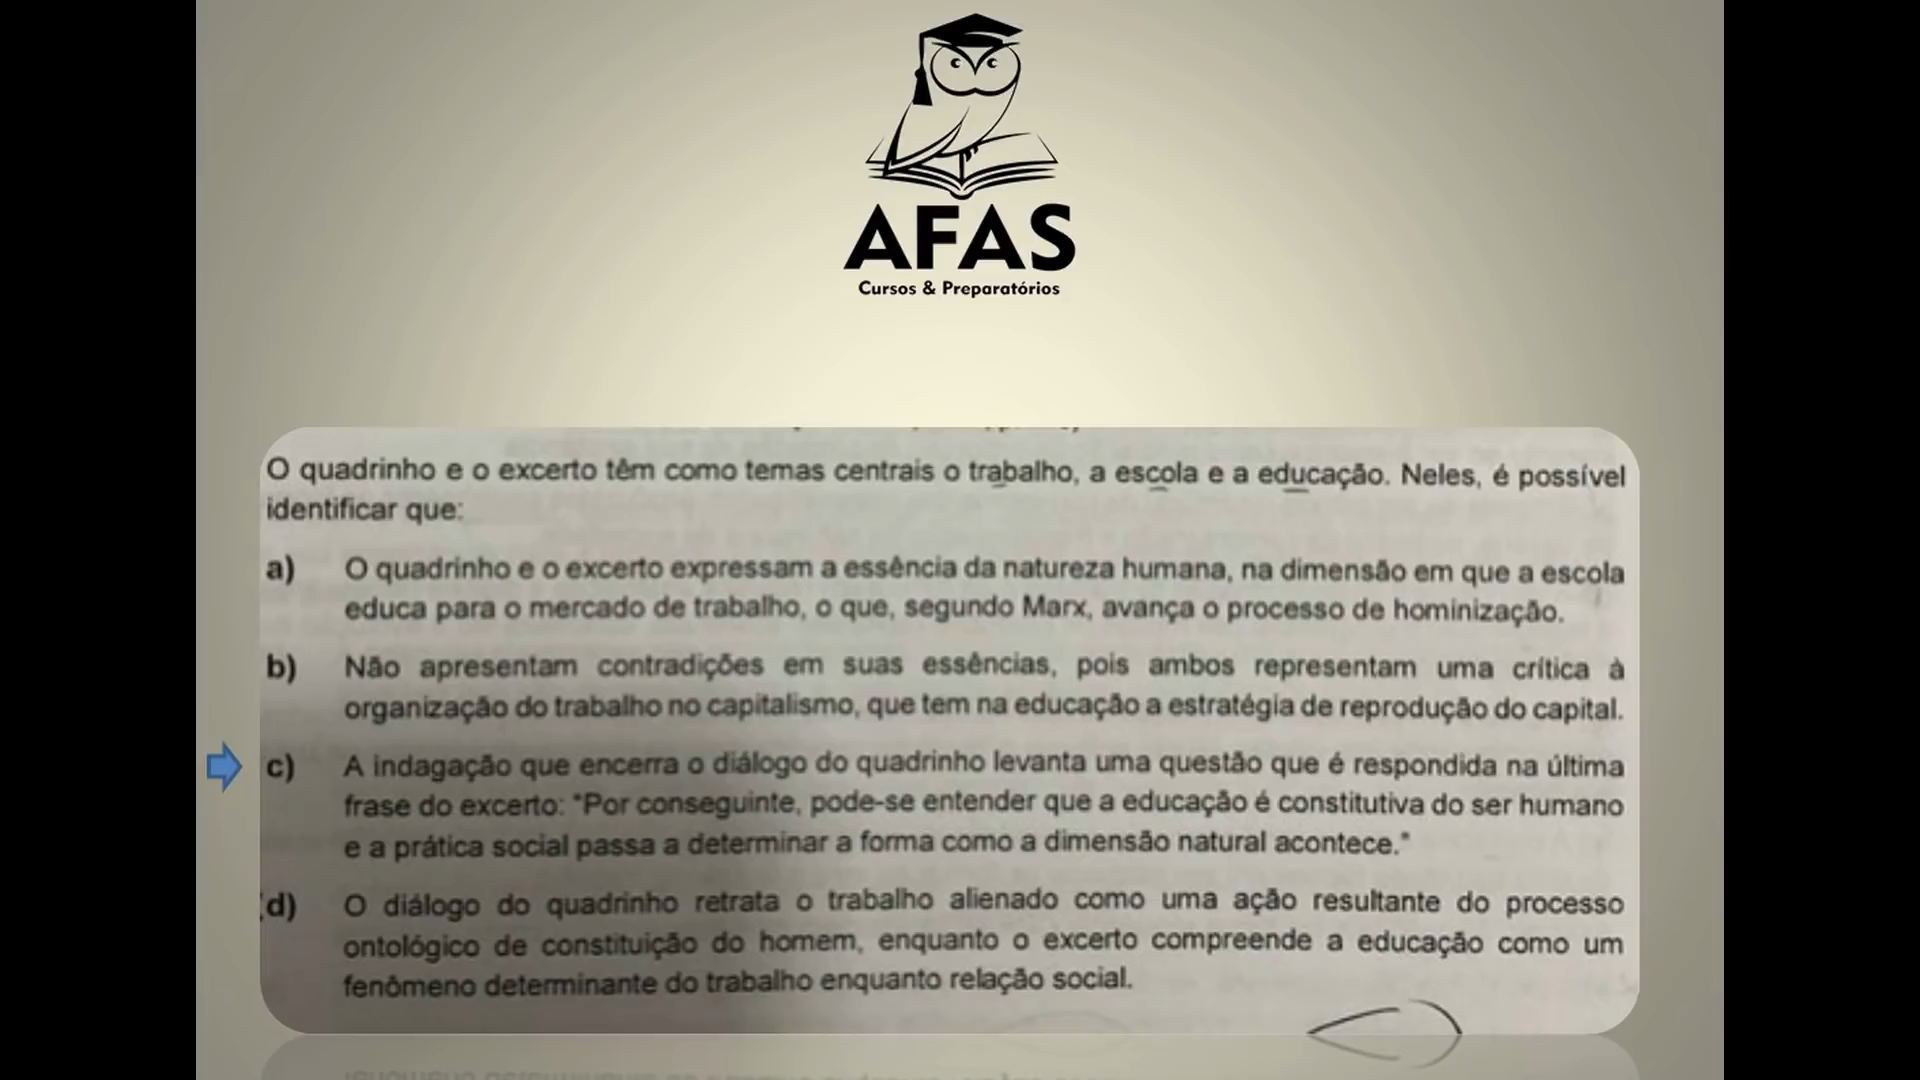 AFAS
Cursos & Preparatórios
O quadrinho e o excerto têm como temas centrais o trabalho, a escola e a educação. Neles, é possível
identificar que:
a) O quadrinho e o excerto expressam a essência da natureza humana, na dimensão em que a escola
educa para o mercado de trabalho, o que, segundo Marx, avança o processo de hominização.
b) Não apresentam contradições em suas essências, pois ambos representam uma crítica à
organização do trabalho no capitalismo, que tem na educação a estratégia de reprodução do capital.
c) A indagação que encerra o diálogo do quadrinho levanta uma questão que é respondida na última
frase do excerto: "Por conseguinte, pode-se entender que a educação é constitutiva do ser humano
e a prática social passa a determinar a forma como a dimensão natural acontece."
d) O diálogo do quadrinho retrata o trabalho alienado como uma ação resultante do processo
ontológico de constituição do homem, enquanto o excerto compreende a educação como um
fenômeno determinante do trabalho enquanto relação social.